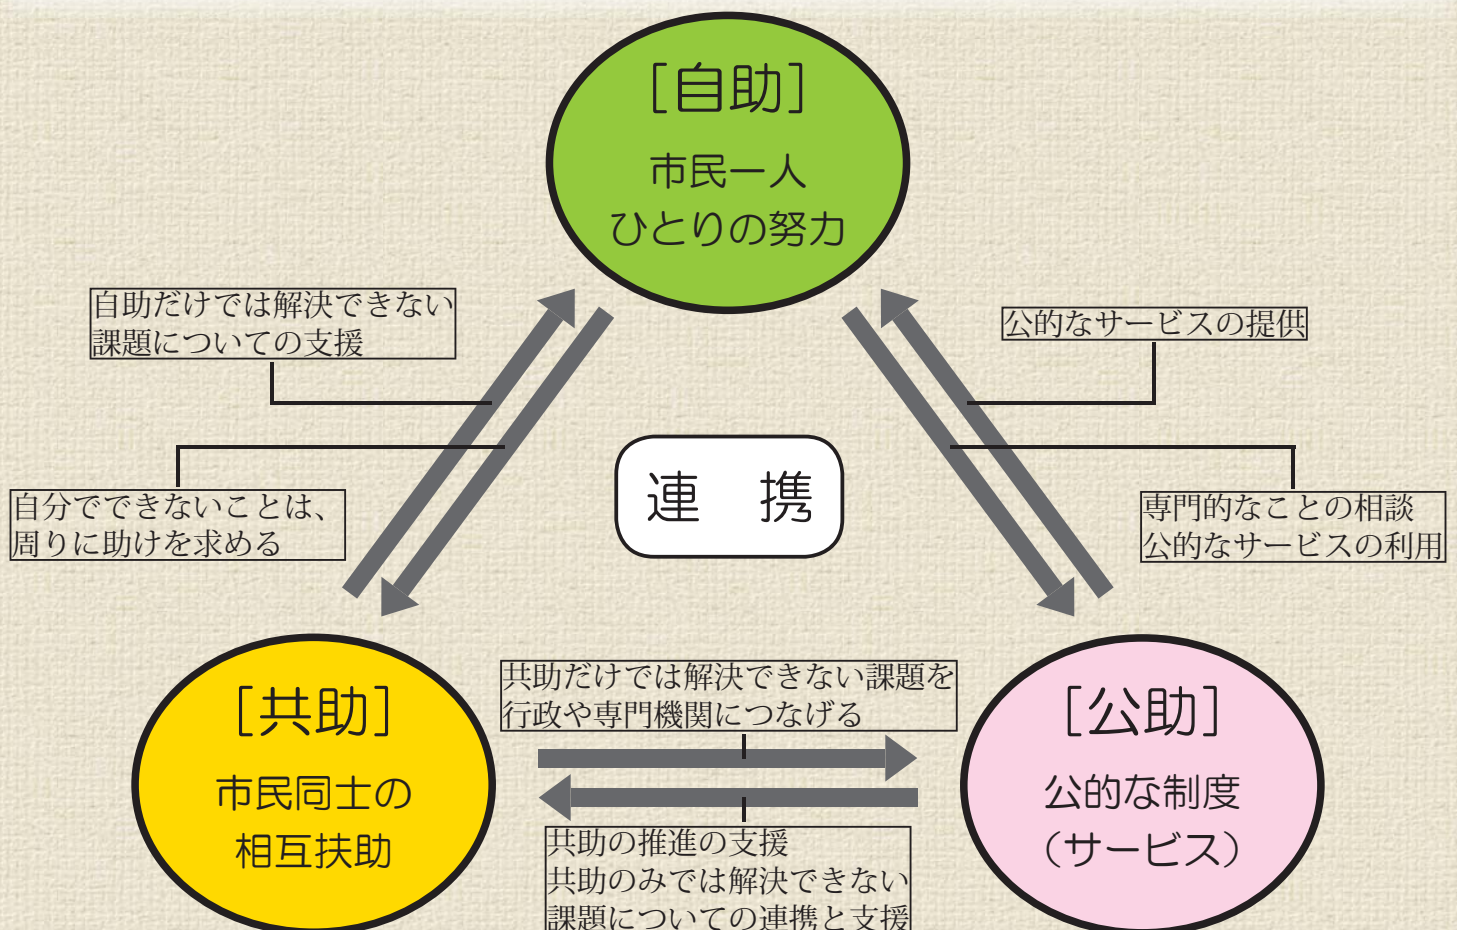 [自助]
市民一人
ひとりの努力
自助だけでは解決できない
課題についての支援
公的なサービスの提供
連　携
自分でできないことは、
周りに助けを求める
専門的なことの相談
公的なサービスの利用
[共助]
市民同士の
相互扶助
共助だけでは解決できない課題を
行政や専門機関につなげる
[公助]
公的な制度
（サービス）
共助の推進の支援
共助のみでは解決できない
課題についての連携と支援